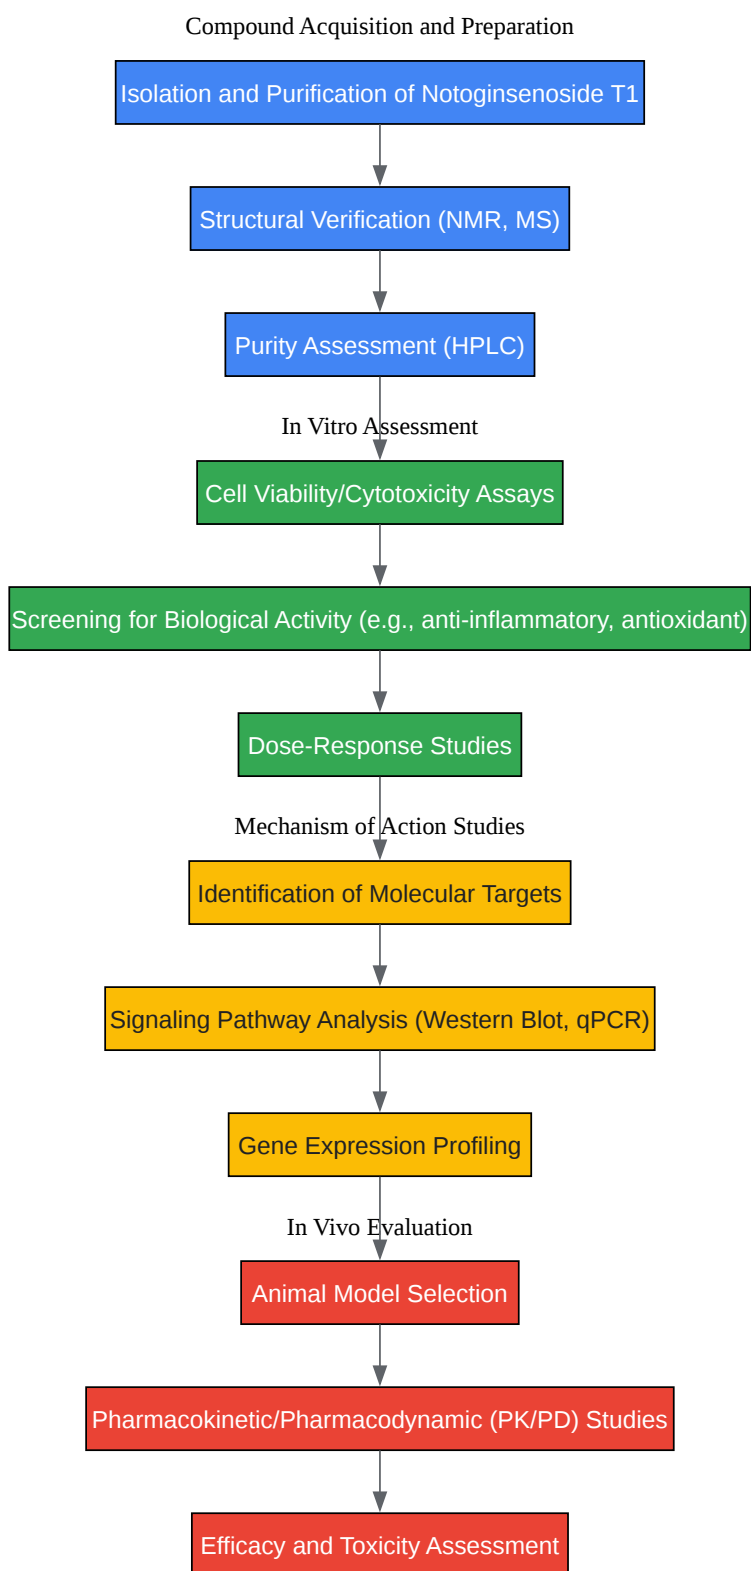 Compound Acquisition and Preparation
Isolation and Purification of Notoginsenoside T1
Structural Verification (NMR, MS)
Purity Assessment (HPLC)
In Vitro Assessment
Cell Viability/Cytotoxicity Assays
Screening for Biological Activity (e.g., anti-inflammatory, antioxidant)
Dose-Response Studies
Mechanism of Action Studies
Identification of Molecular Targets
Signaling Pathway Analysis (Western Blot, qPCR)
Gene Expression Profiling
In Vivo Evaluation
Animal Model Selection
Pharmacokinetic/Pharmacodynamic (PK/PD) Studies
Efficacy and Toxicity Assessment